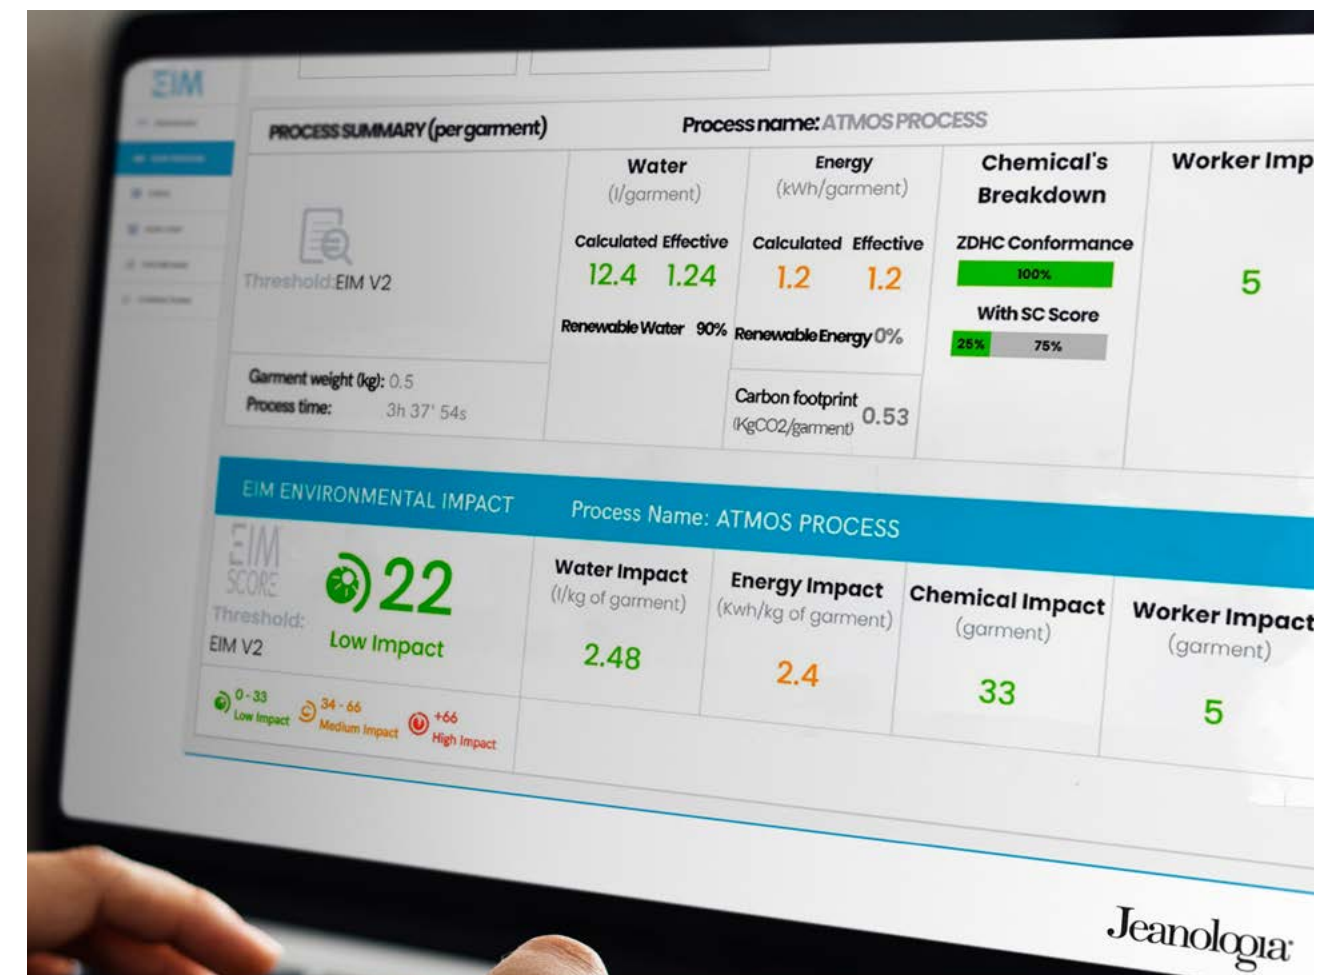 EIM
PROCESS SUMMARY (per garment)
Process name: ATMOS PROCESS
Threshold: EIM V2
Garment weight (kg): 0.5
Process time: 3h 37' 54s
Water
(l/garment)
Calculated Effective
12.4 1.24
Renewable Water 90%
Energy
(kWh/garment)
Calculated Effective
1.2 1.2
Renewable Energy 0%
Carbon footprint
(KgCO2/garment)
0.53
Chemical's
Breakdown
ZDHC Conformance
100%
With SC Score
25% 75%
Worker Imp
5
EIM ENVIRONMENTAL IMPACT
Process Name: ATMOS PROCESS
EIM
SCORE
Threshold:
EIM V2
22
Low Impact
0 - 33
Low Impact
34 - 66
Medium Impact
+66
High Impact
Water Impact
(l/kg of garment)
2.48
Energy Impact
(Kwh/kg of garment)
2.4
Chemical Impact
(garment)
33
Worker Impact
(garment)
5
Jeanologia